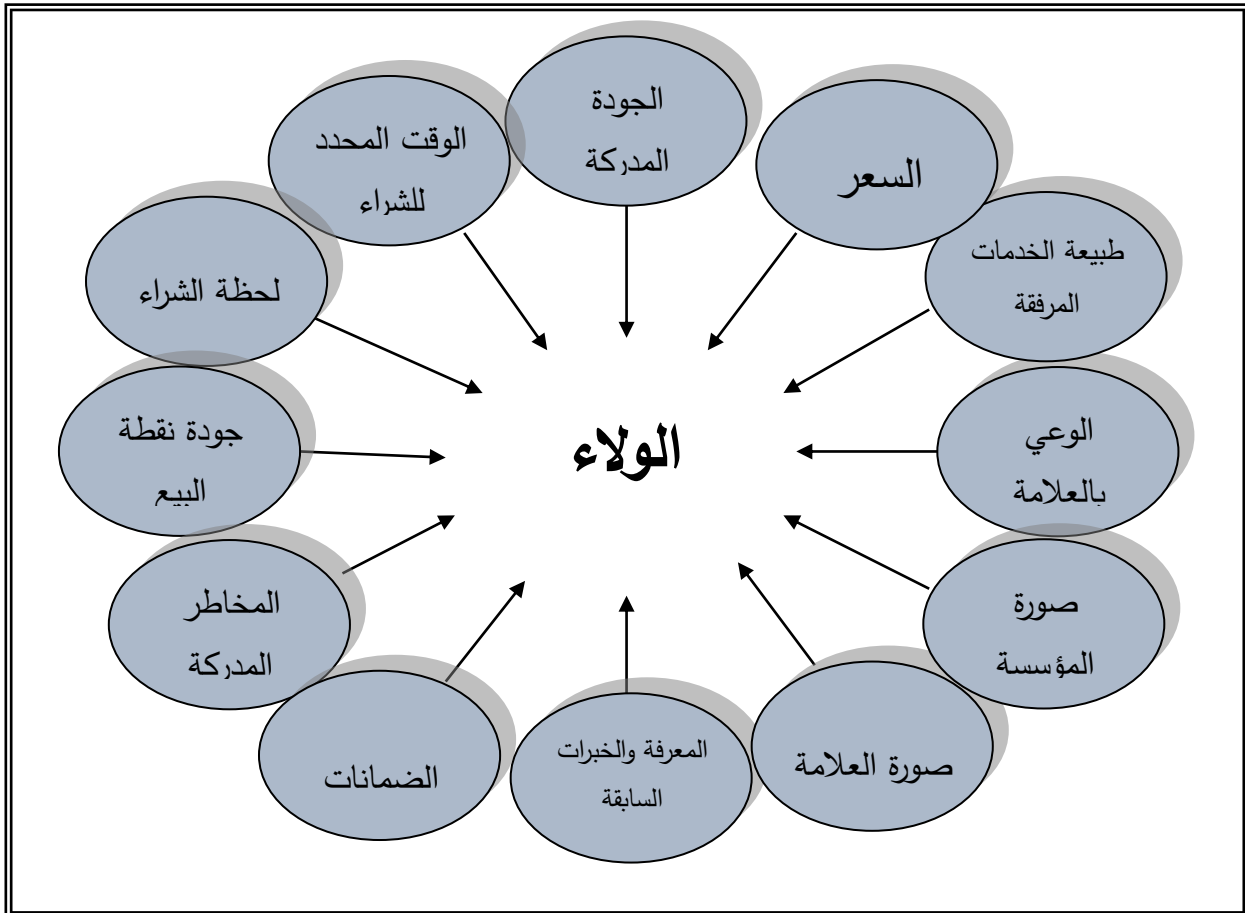 الجودة
المدركة
السعر
طبيعة الخدمات
المرفقة
الوعي
بالعلامة
صورة
المؤسسة
صورة العلامة
المعرفة والخبرات
السابقة
الضمانات
المخاطر
المدركة
جودة نقطة
البيع
لحظة الشراء
الوقت المحدد
للشراء
الولاء